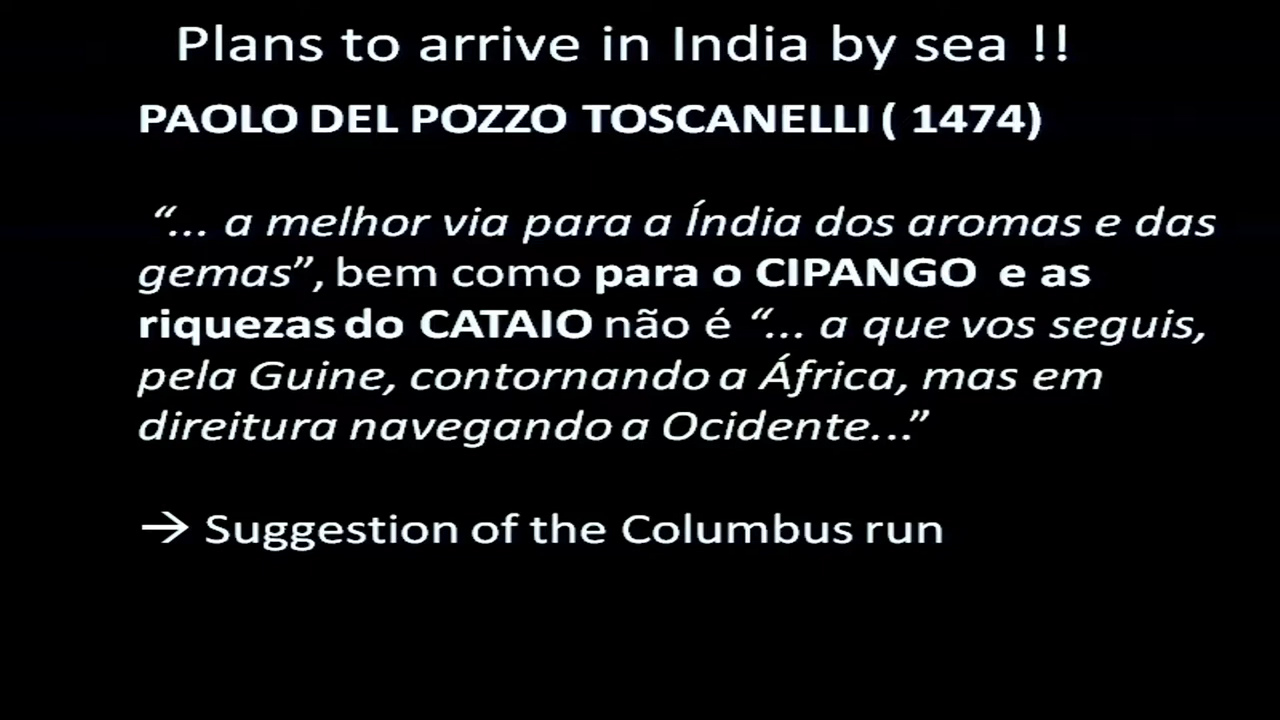 Plans to arrive in India by sea !!
PAOLO DEL POZZO TOSCANELLI ( 1474)
“... a melhor via para a Índia dos aromas e das
gemas”, bem como para o CIPANGO e as
riquezas do CATAIO não é “... a que vos seguis,
pela Guine, contornando a África, mas em
direitura navegando a Ocidente...”
→ Suggestion of the Columbus run